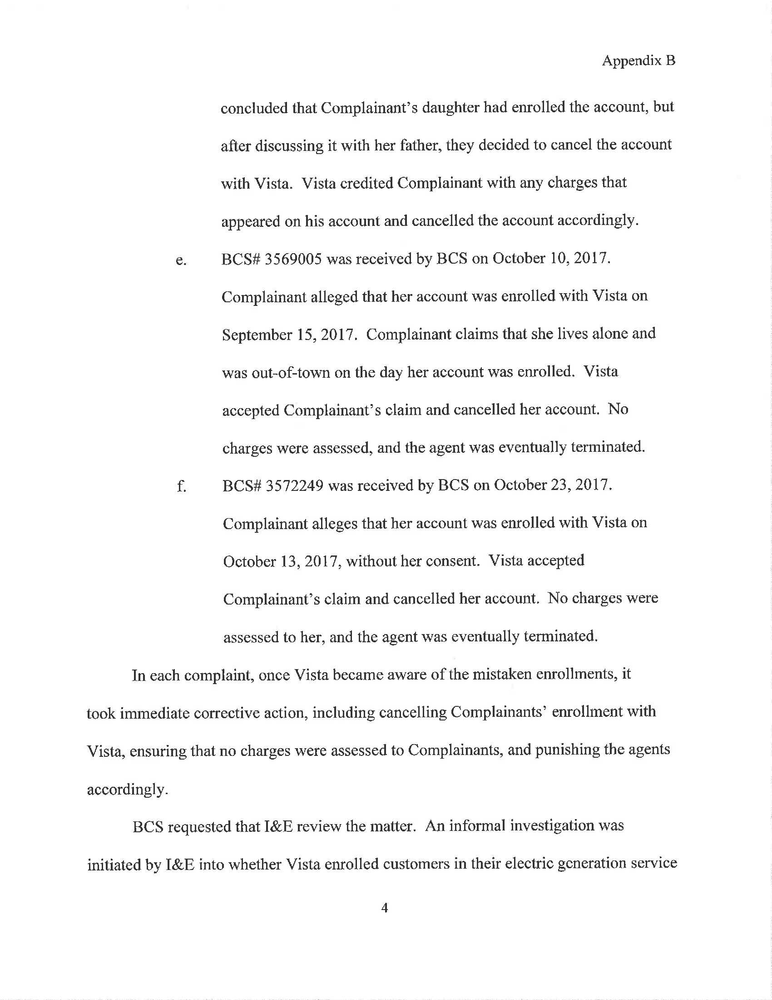 Appendix B
concluded that Complainant's daughter had enrolled the account, but
after discussing it with her father, they decided to cancel the account
with Vista. Vista credited Complainant with any charges that
appeared on his account and cancelled the account accordingly.
e. BCS# 3569005 was received by BCS on October 10, 2017.
Complainant alleged that her account was enrolled with Vista on
September 15, 2017. Complainant claims that she lives alone and
was out-of-town on the day her account was enrolled. Vista
accepted Complainant's claim and cancelled her account. No
charges were assessed, and the agent was eventually terminated.
f. BCS# 3572249 was received by BCS on October 23, 2017.
Complainant alleges that her account was enrolled with Vista on
October 13, 2017, without her consent. Vista accepted
Complainant's claim and cancelled her account. No charges were
assessed to her, and the agent was eventually terminated.
In each complaint, once Vista became aware of the mistaken enrollments, it
took immediate corrective action, including cancelling Complainants' enrollment with
Vista, ensuring that no charges were assessed to Complainants, and punishing the agents
accordingly.
BCS requested that I&E review the matter. An informal investigation was
initiated by I&E into whether Vista enrolled customers in their electric generation service
4